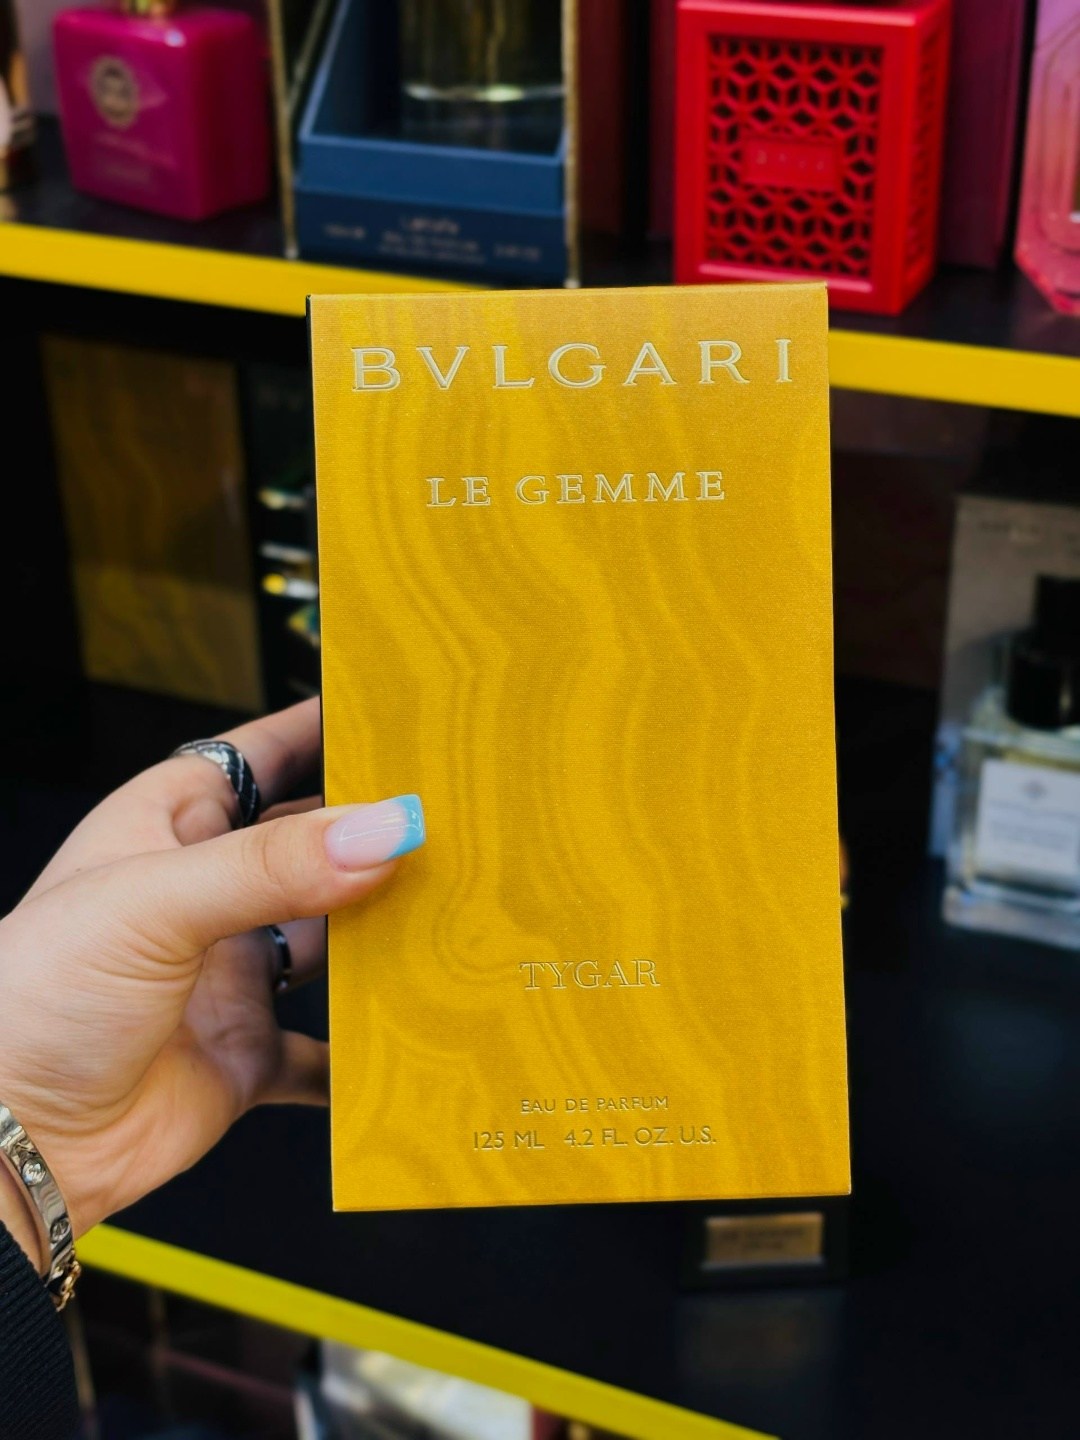 BVLGARI
LE GEMME
TYGAR
EAU DE PARFUM
125 ML 4.2 FL. OZ. U.S.